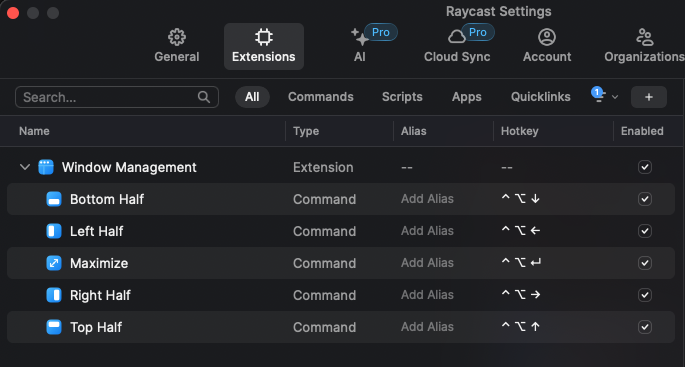 Raycast Settings
General Extensions AI Pro Cloud Sync Pro Account Organizations
Search... All Commands Scripts Apps Quicklinks 1 +
Name Type Alias Hotkey Enabled
Window Management Extension -- --
Bottom Half Command Add Alias ^ ⌥ ↓
Left Half Command Add Alias ^ ⌥ ←
Maximize Command Add Alias ^ ⌥ ↵
Right Half Command Add Alias ^ ⌥ →
Top Half Command Add Alias ^ ⌥ ↑